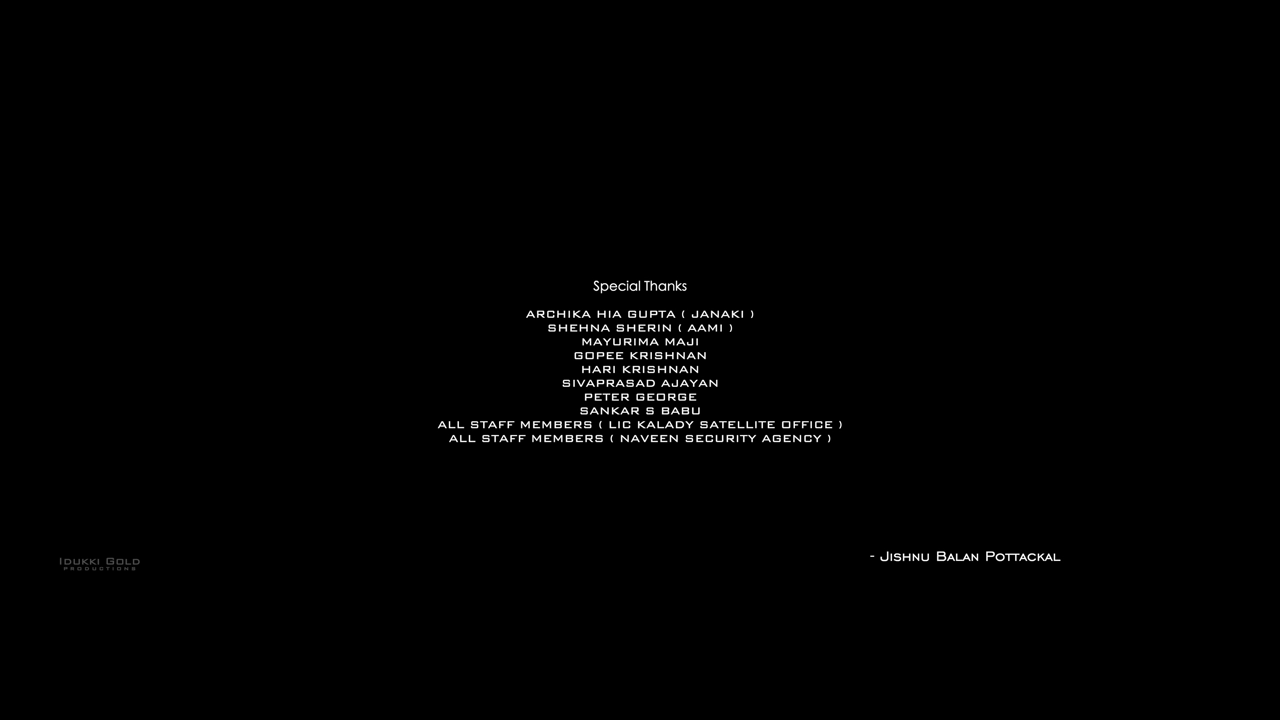 Special Thanks
ARCHIKA HIA GUPTA ( JANAKI )
SHEHNA SHERIN ( AAMI )
MAYURIMA MAJI
GOPEE KRISHNAN
HARI KRISHNAN
SIVAPRASAD AJAYAN
PETER GEORGE
SANKAR S BABU
ALL STAFF MEMBERS ( LIC KALADY SATELLITE OFFICE )
ALL STAFF MEMBERS ( NAVEEN SECURITY AGENCY )
- Jishnu Balan Pottackal
Idukki Gold
PRODUCTIONS